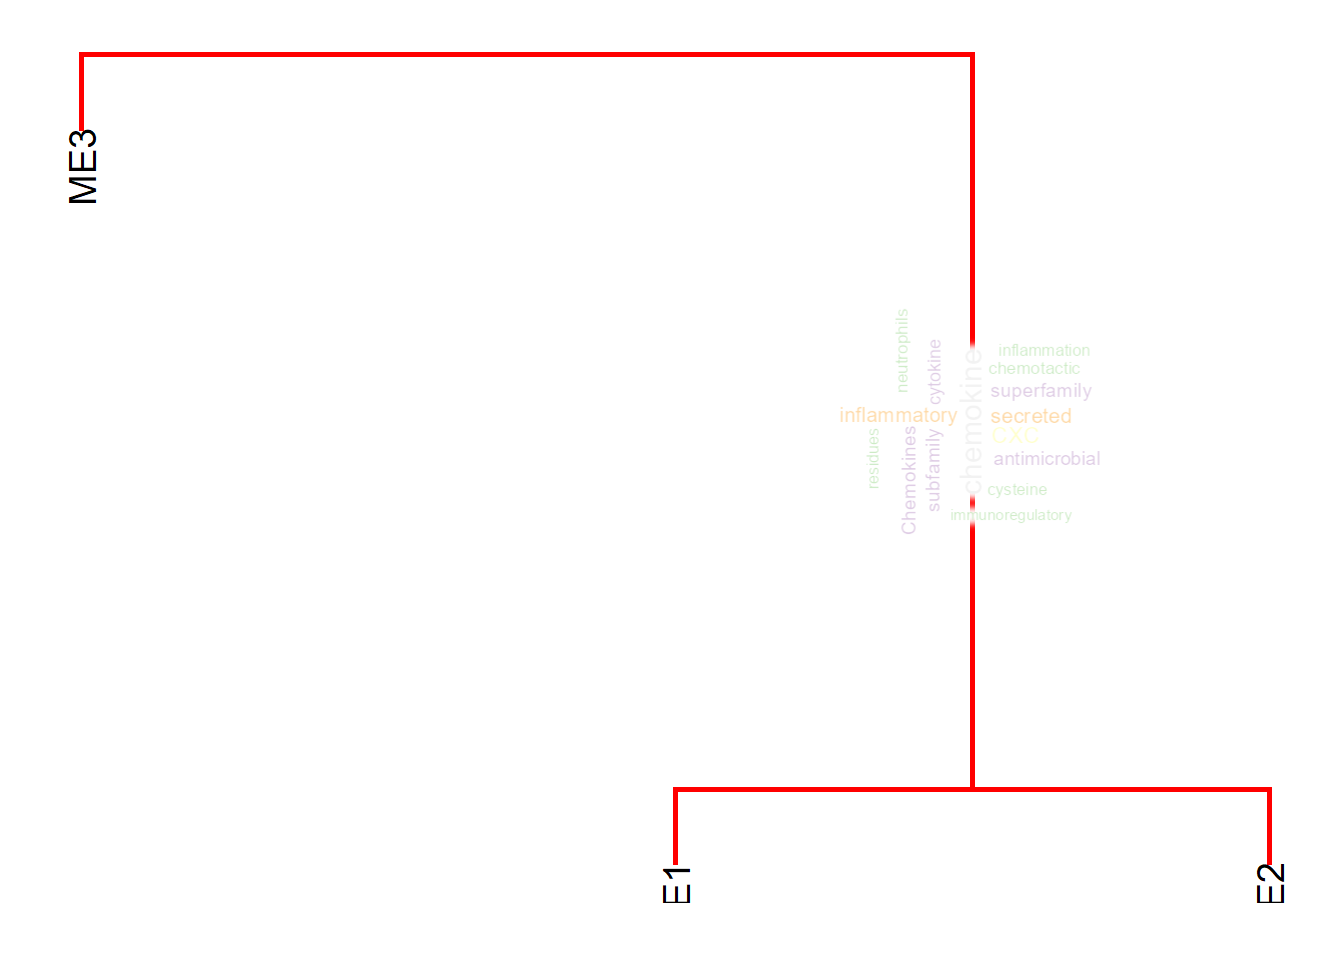 ME3
neutrophils
cytokine
chemokine
inflammation
chemotactic
superfamily
inflammatory
secreted
CXC
residues
Chemokines
subfamily
antimicrobial
cysteine
immunoregulatory
E1
E2